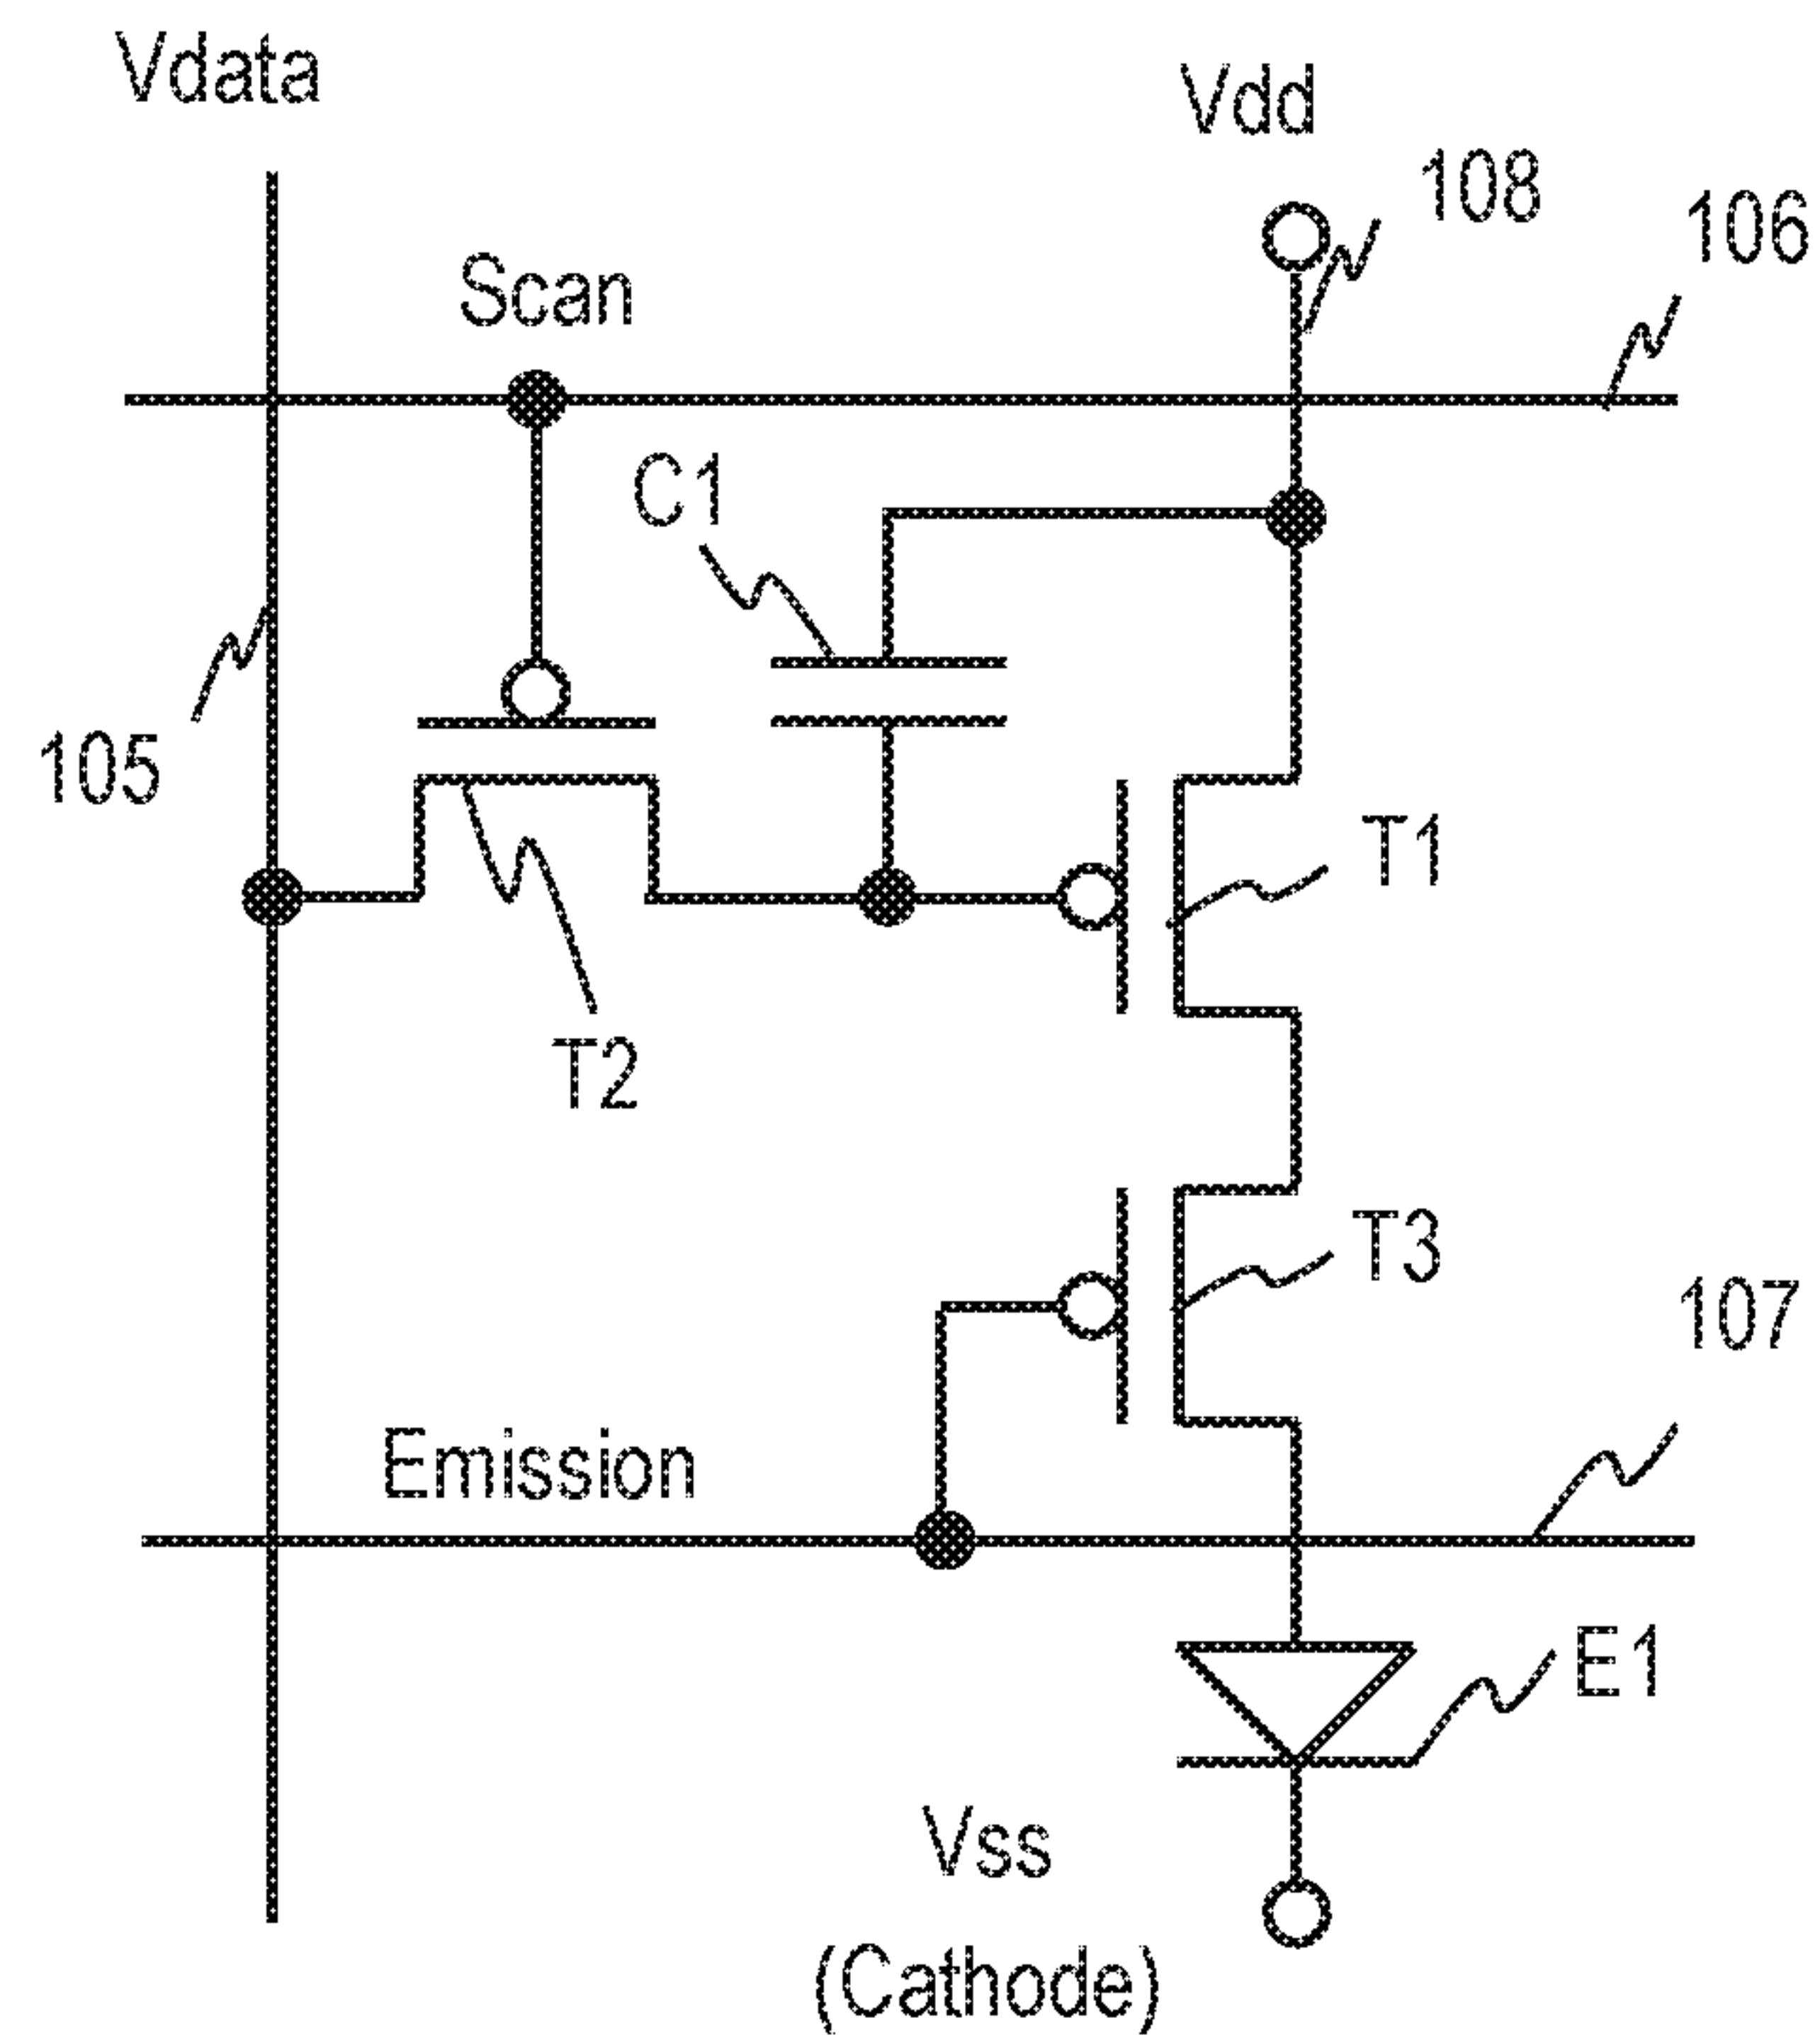 Vdata
Vdd
108
106
Scan
C1
105
T1
T2
T3
107
Emission
E1
Vss
(Cathode)